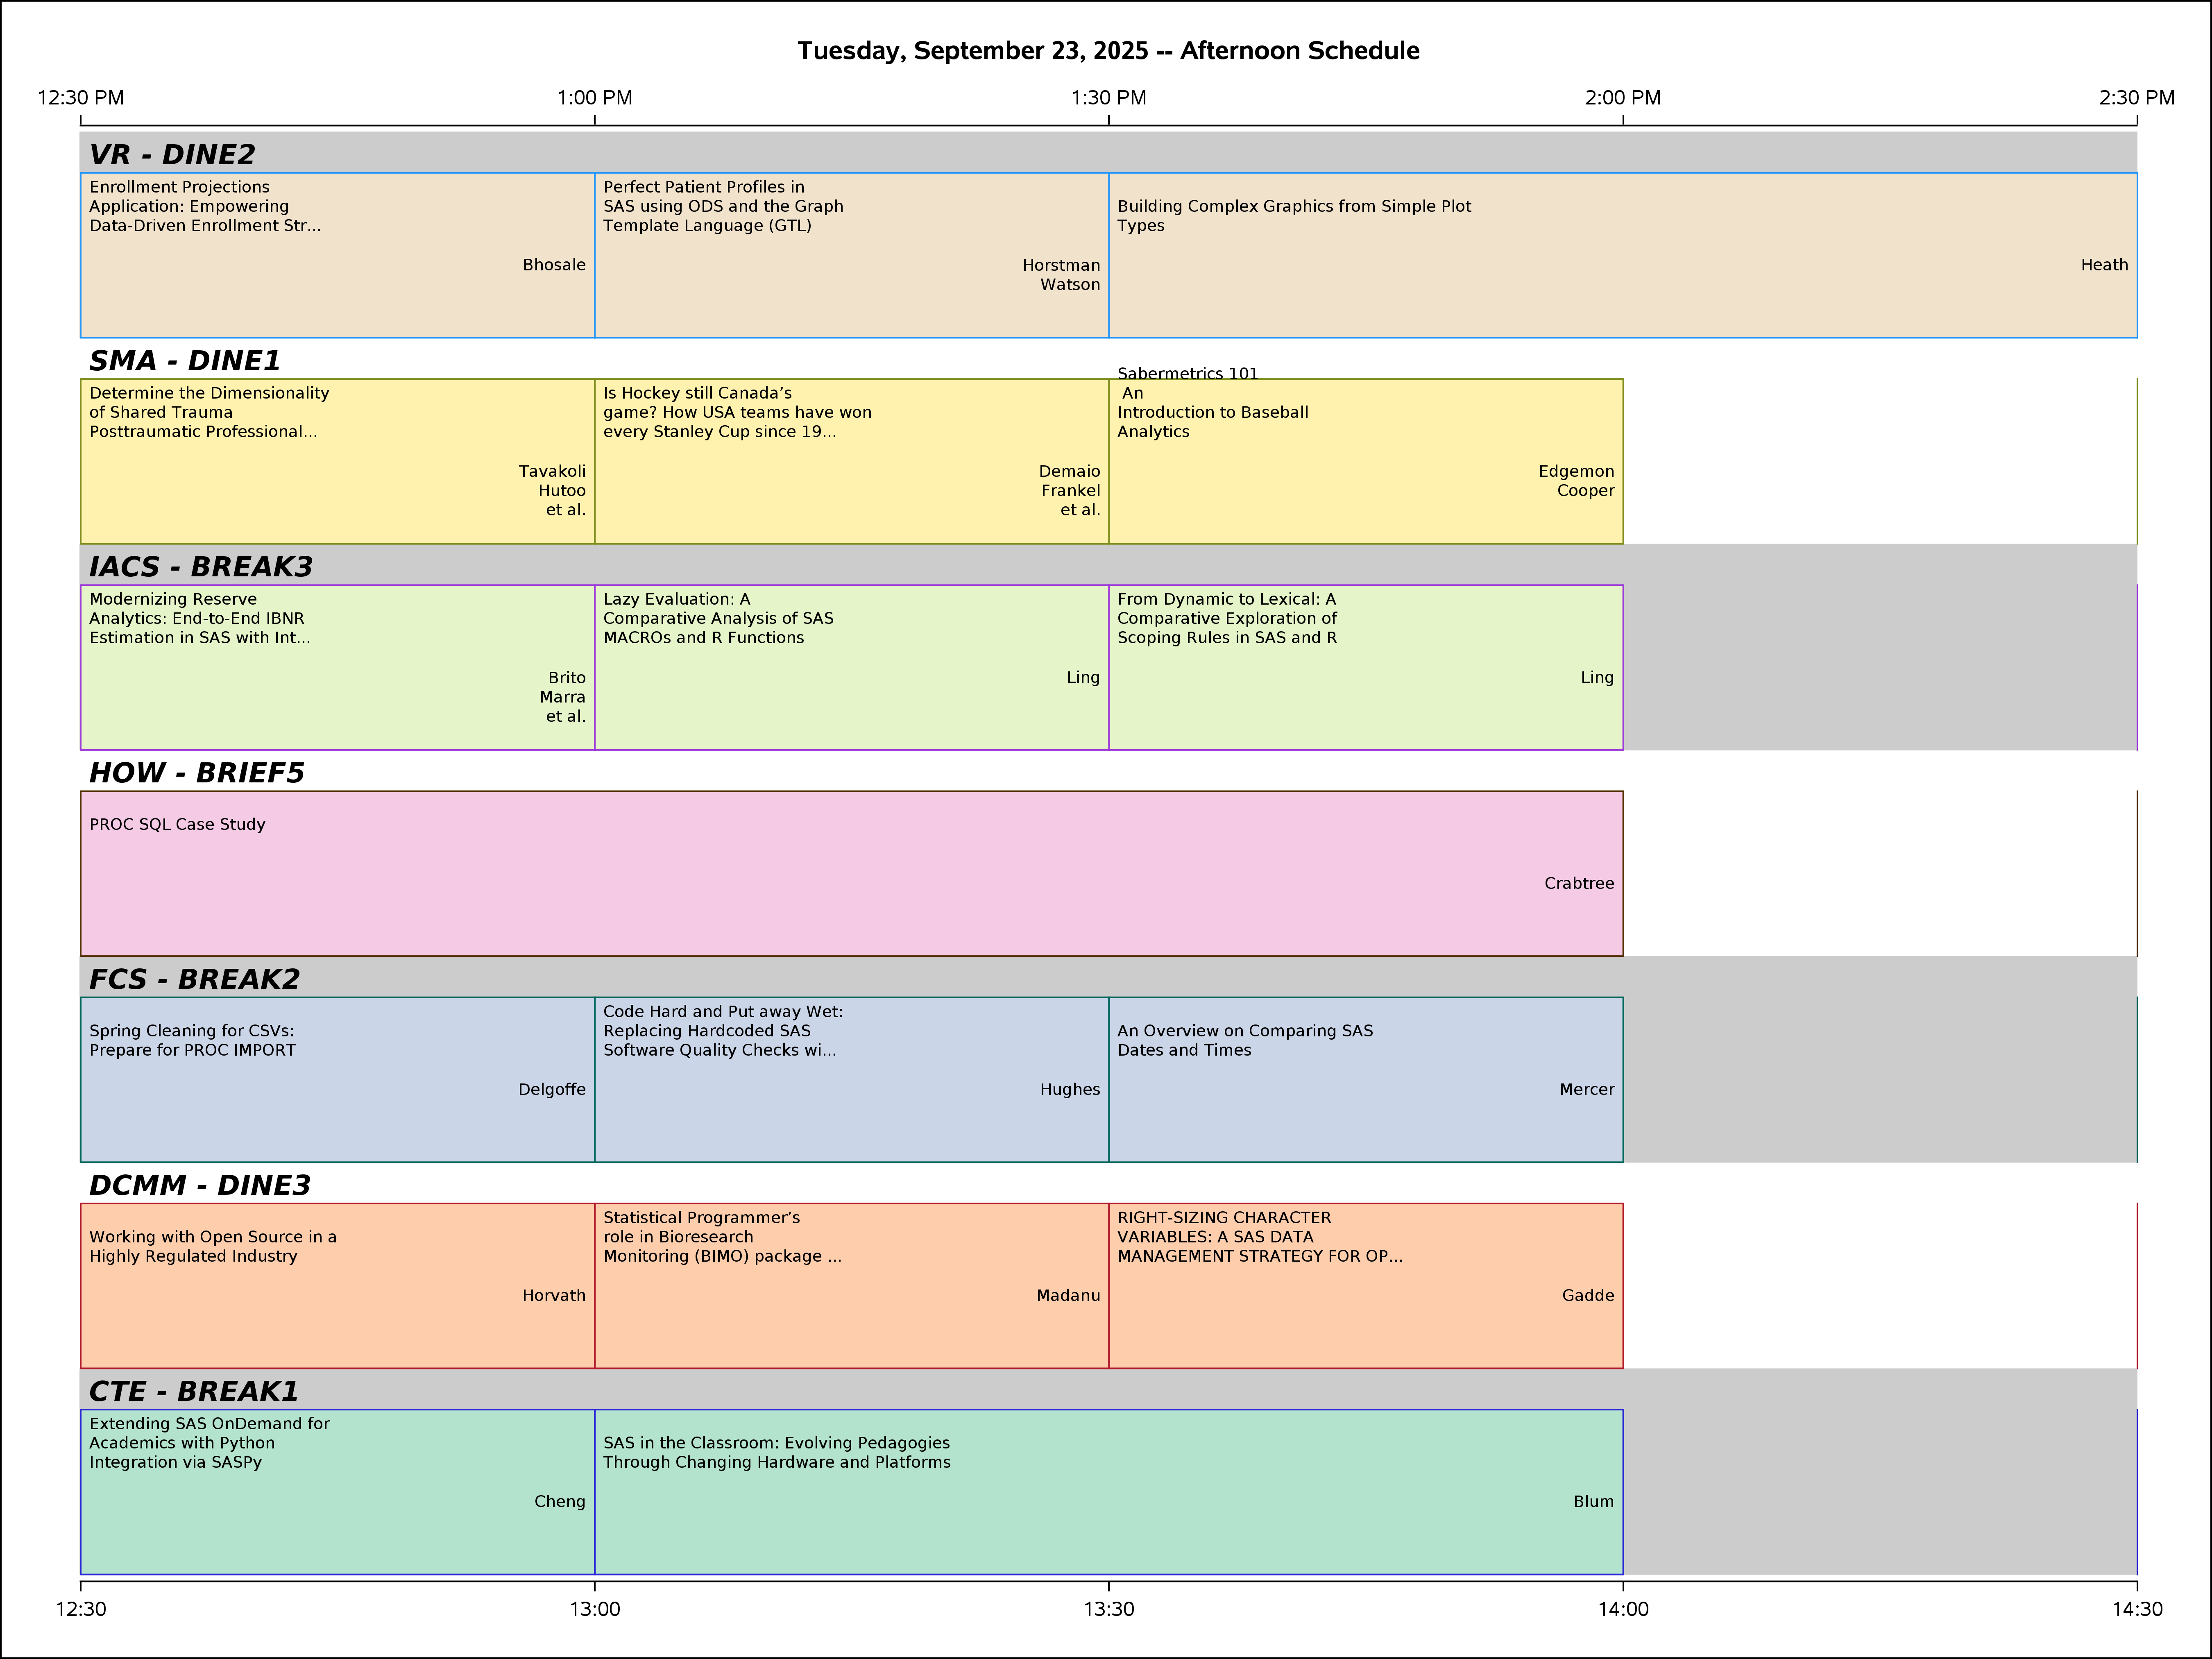 Tuesday, September 23, 2025 -- Afternoon Schedule
12:30 PM 1:00 PM 1:30 PM 2:00 PM 2:30 PM
VR - DINE2
Enrollment Projections
Application: Empowering
Data-Driven Enrollment Str...
Bhosale
Perfect Patient Profiles in
SAS using ODS and the Graph
Template Language (GTL)
Horstman
Watson
Building Complex Graphics from Simple Plot
Types
Heath
SMA - DINE1
Determine the Dimensionality
of Shared Trauma
Posttraumatic Professional...
Tavakoli
Hutoo
et al.
Is Hockey still Canada’s
game? How USA teams have won
every Stanley Cup since 19...
Demaio
Frankel
et al.
Sabermetrics 101
An
Introduction to Baseball
Analytics
Edgemon
Cooper
IACS - BREAK3
Modernizing Reserve
Analytics: End-to-End IBNR
Estimation in SAS with Int...
Brito
Marra
et al.
Lazy Evaluation: A
Comparative Analysis of SAS
MACROs and R Functions
Ling
From Dynamic to Lexical: A
Comparative Exploration of
Scoping Rules in SAS and R
Ling
HOW - BRIEF5
PROC SQL Case Study
Crabtree
FCS - BREAK2
Spring Cleaning for CSVs:
Prepare for PROC IMPORT
Delgoffe
Code Hard and Put away Wet:
Replacing Hardcoded SAS
Software Quality Checks wi...
Hughes
An Overview on Comparing SAS
Dates and Times
Mercer
DCMM - DINE3
Working with Open Source in a
Highly Regulated Industry
Horvath
Statistical Programmer’s
role in Bioresearch
Monitoring (BIMO) package ...
Madanu
RIGHT-SIZING CHARACTER
VARIABLES: A SAS DATA
MANAGEMENT STRATEGY FOR OP...
Gadde
CTE - BREAK1
Extending SAS OnDemand for
Academics with Python
Integration via SASPy
Cheng
SAS in the Classroom: Evolving Pedagogies
Through Changing Hardware and Platforms
Blum
12:30 13:00 13:30 14:00 14:30